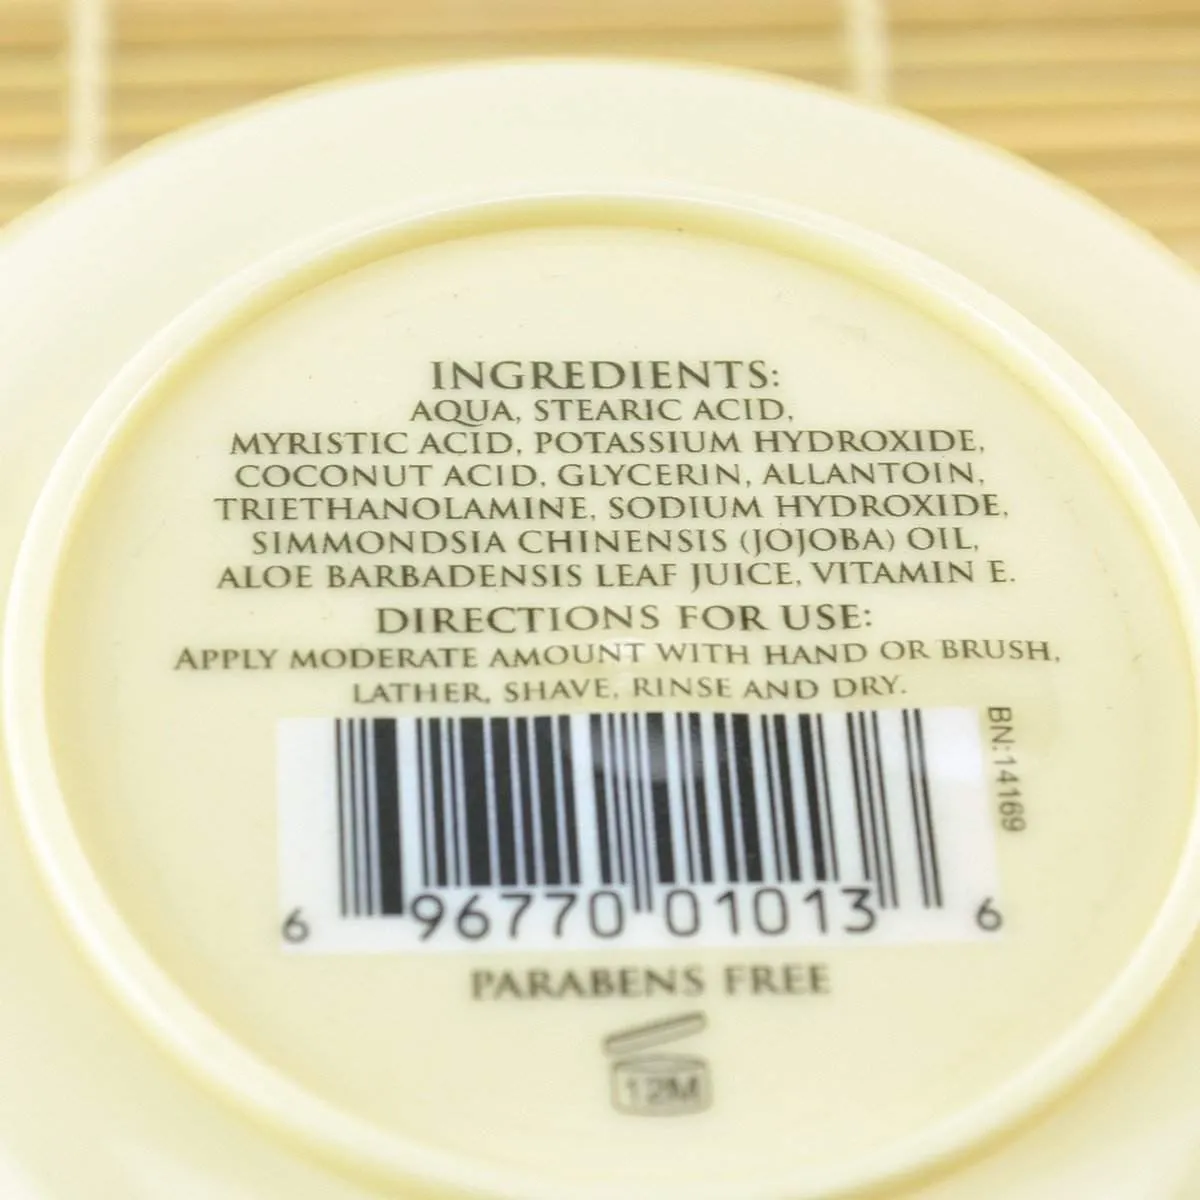 INGREDIENTS:
AQUA, STEARIC ACID,
MYRISTIC ACID, POTASSIUM HYDROXIDE,
COCONUT ACID, GLYCERIN, ALLANTOIN,
TRIETHANOLAMINE, SODIUM HYDROXIDE,
SIMMONDSIA CHINENSIS (JOJOBA) OIL,
ALOE BARBADENSIS LEAF JUICE, VITAMIN E.
DIRECTIONS FOR USE:
APPLY MODERATE AMOUNT WITH HAND OR BRUSH,
LATHER, SHAVE, RINSE AND DRY.
BN:14169
6 96770 01013 6
PARABENS FREE
12M